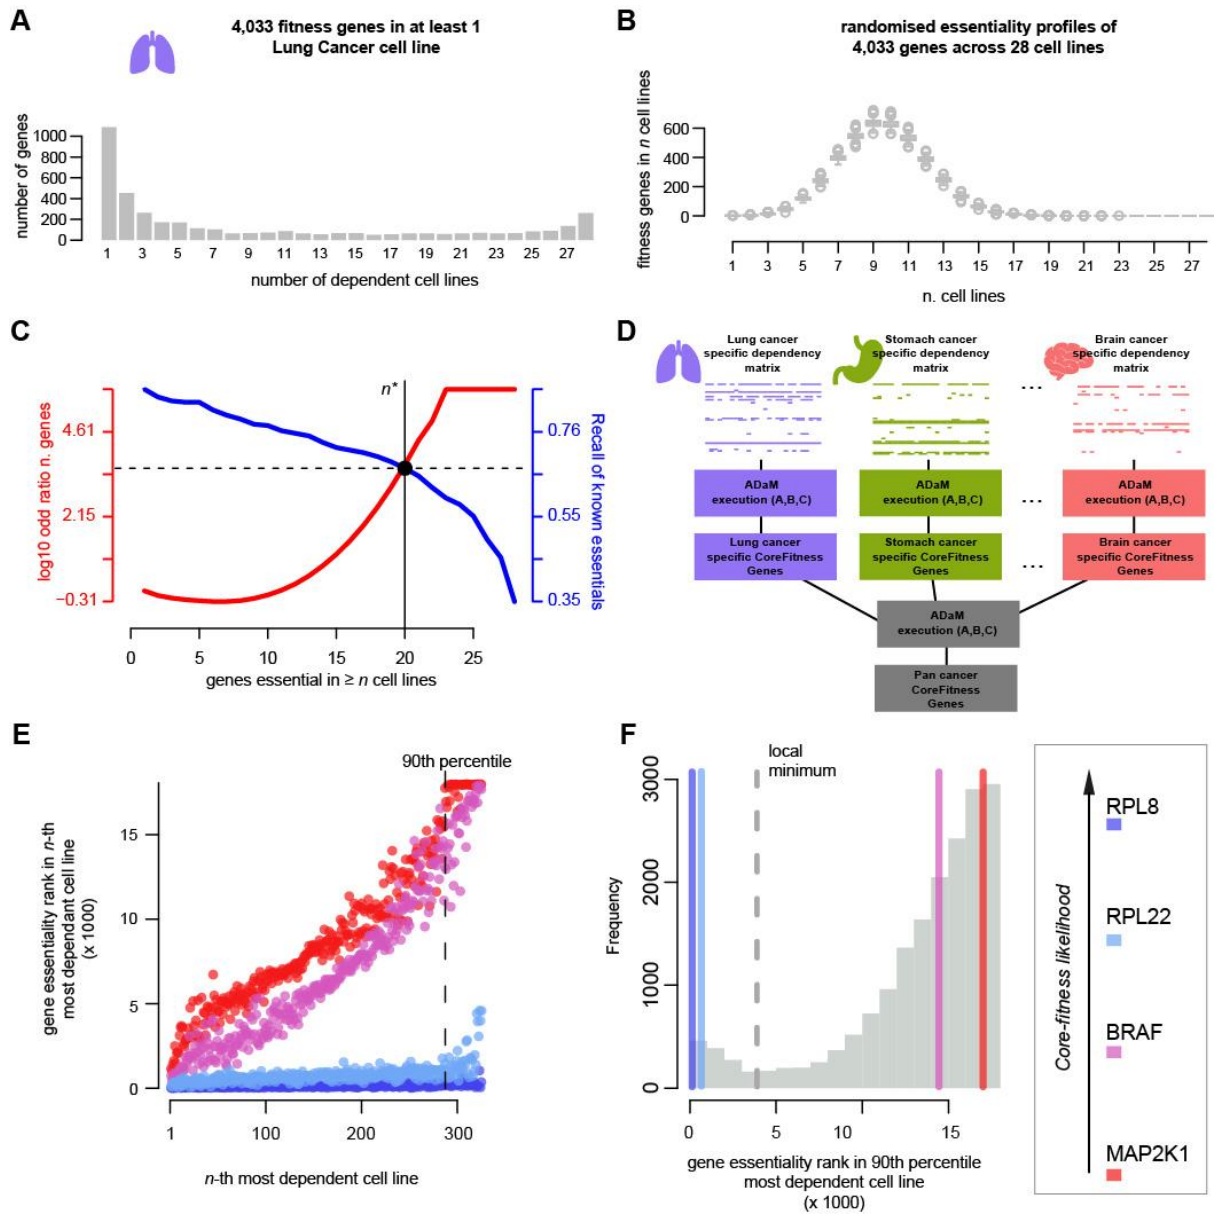 A
4,033 fitness genes in at least 1
Lung Cancer cell line
number of genes
1000
800
600
400
200
0
1 3 5 7 9 11 13 15 17 19 21 23 25 27
number of dependent cell lines
B
randomised essentiality profiles of
4,033 genes across 28 cell lines
fitness genes in n cell lines
600
400
200
0
1 3 5 7 9 11 13 15 17 19 21 23 25 27
n. cell lines
C
log10 odd ratio n. genes
4.61
2.15
−0.31
n*
0.76
0.55
0.35
Recall of known essentials
0 5 10 15 20 25
genes essential in ≥ n cell lines
D
Lung cancer
specific dependency
matrix
Stomach cancer
specific dependency
matrix
...
Brain cancer
specific dependency
matrix
ADaM
execution (A,B,C)
ADaM
execution (A,B,C)
...
ADaM
execution (A,B,C)
Lung cancer
specific CoreFitness
Genes
Stomach cancer
specific CoreFitness
Genes
...
Brain cancer
specific CoreFitness
Genes
ADaM
execution (A,B,C)
Pan cancer
CoreFitness
Genes
E
90th percentile
gene essentiality rank in n-th
most dependant cell line
(x 1000)
15
10
5
0
1 100 200 300
n-th most dependent cell line
F
local
minimum
Frequency
3000
2000
1000
0
0 5 10 15
gene essentiality rank in 90th percentile
most dependent cell line
(x 1000)
Core-fitness likelihood
RPL8
RPL22
BRAF
MAP2K1